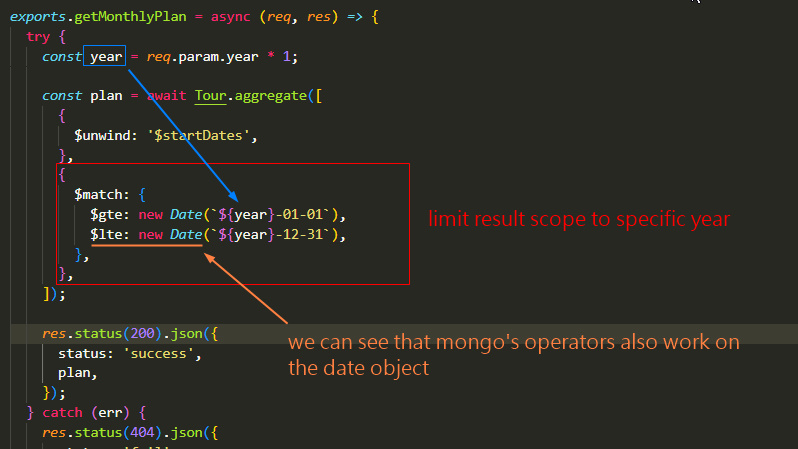 exports.getMonthlyPlan = async (req, res) => {
try {
const year = req.param.year * 1;
const plan = await Tour.aggregate([
{
$unwind: '$startDates',
},
{
$match: {
$gte: new Date(`${year}-01-01`),
$lte: new Date(`${year}-12-31`),
},
},
]);
limit result scope to specific year
res.status(200).json({
status: 'success',
plan,
});
we can see that mongo's operators also work on
the date object
} catch (err) {
res.status(404).json({